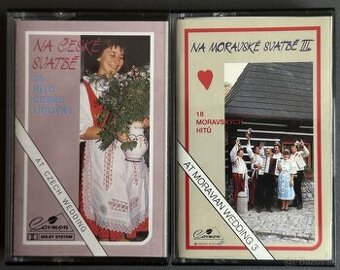 NA ČESKÉ
SVATBĚ
35
HITŮ
ČESKÉ
LIDOVKY
AT CZECH WEDDING
Carmen
DOLBY SYSTEM
NA MORAVSKÉ SVATBĚ III.
18
MORAVSKÝCH
HITŮ
AT MORAVIAN WEDDING 3
Carmen
DOLBY SYSTEM